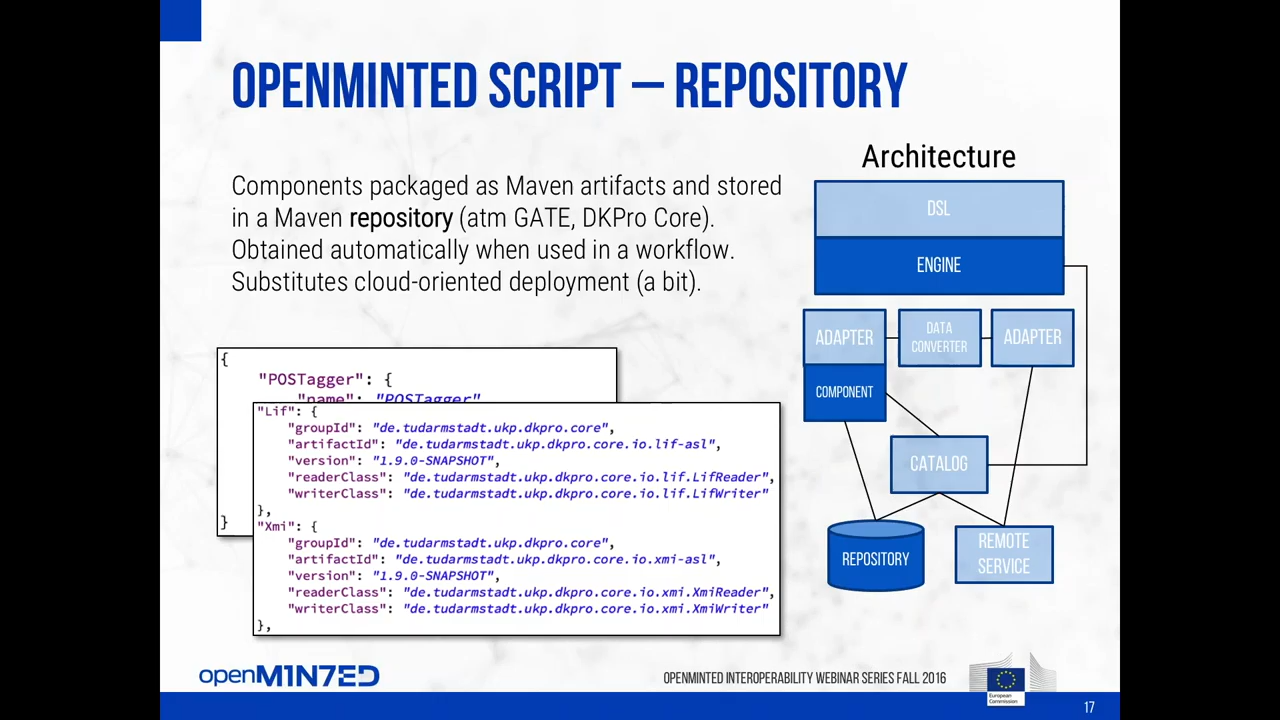 OPENMINTED SCRIPT – REPOSITORY
Components packaged as Maven artifacts and stored
in a Maven repository (atm GATE, DKPro Core).
Obtained automatically when used in a workflow.
Substitutes cloud-oriented deployment (a bit).
{
"POSTagger": {
"name": "POSTagger"
}
"Lif": {
"groupId": "de.tudarmstadt.ukp.dkpro.core",
"artifactId": "de.tudarmstadt.ukp.dkpro.core.io.lif-asl",
"version": "1.9.0-SNAPSHOT",
"readerClass": "de.tudarmstadt.ukp.dkpro.core.io.lif.LifReader",
"writerClass": "de.tudarmstadt.ukp.dkpro.core.io.lif.LifWriter"
},
"Xmi": {
"groupId": "de.tudarmstadt.ukp.dkpro.core",
"artifactId": "de.tudarmstadt.ukp.dkpro.core.io.xmi-asl",
"version": "1.9.0-SNAPSHOT",
"readerClass": "de.tudarmstadt.ukp.dkpro.core.io.xmi.XmiReader",
"writerClass": "de.tudarmstadt.ukp.dkpro.core.io.xmi.XmiWriter"
},
Architecture
DSL
ENGINE
ADAPTER
DATA
CONVERTER
ADAPTER
COMPONENT
CATALOG
REPOSITORY
REMOTE
SERVICE
openM1N7ED
OPENMINTED INTEROPERABILITY WEBINAR SERIES FALL 2016
European
Commission
17